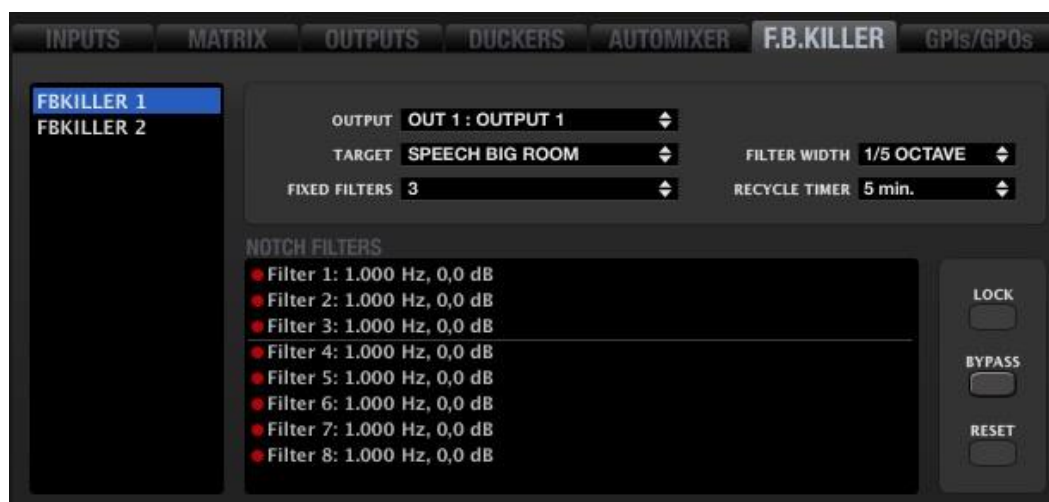 INPUTS MATRIX OUTPUTS DUCKERS AUTOMIXER F.B.KILLER GPIs/GPOs
FBKILLER 1
FBKILLER 2
OUTPUT OUT 1 : OUTPUT 1
TARGET SPEECH BIG ROOM FILTER WIDTH 1/5 OCTAVE
FIXED FILTERS 3 RECYCLE TIMER 5 min.
NOTCH FILTERS
Filter 1: 1.000 Hz, 0,0 dB
Filter 2: 1.000 Hz, 0,0 dB
Filter 3: 1.000 Hz, 0,0 dB
Filter 4: 1.000 Hz, 0,0 dB
Filter 5: 1.000 Hz, 0,0 dB
Filter 6: 1.000 Hz, 0,0 dB
Filter 7: 1.000 Hz, 0,0 dB
Filter 8: 1.000 Hz, 0,0 dB
LOCK
BYPASS
RESET